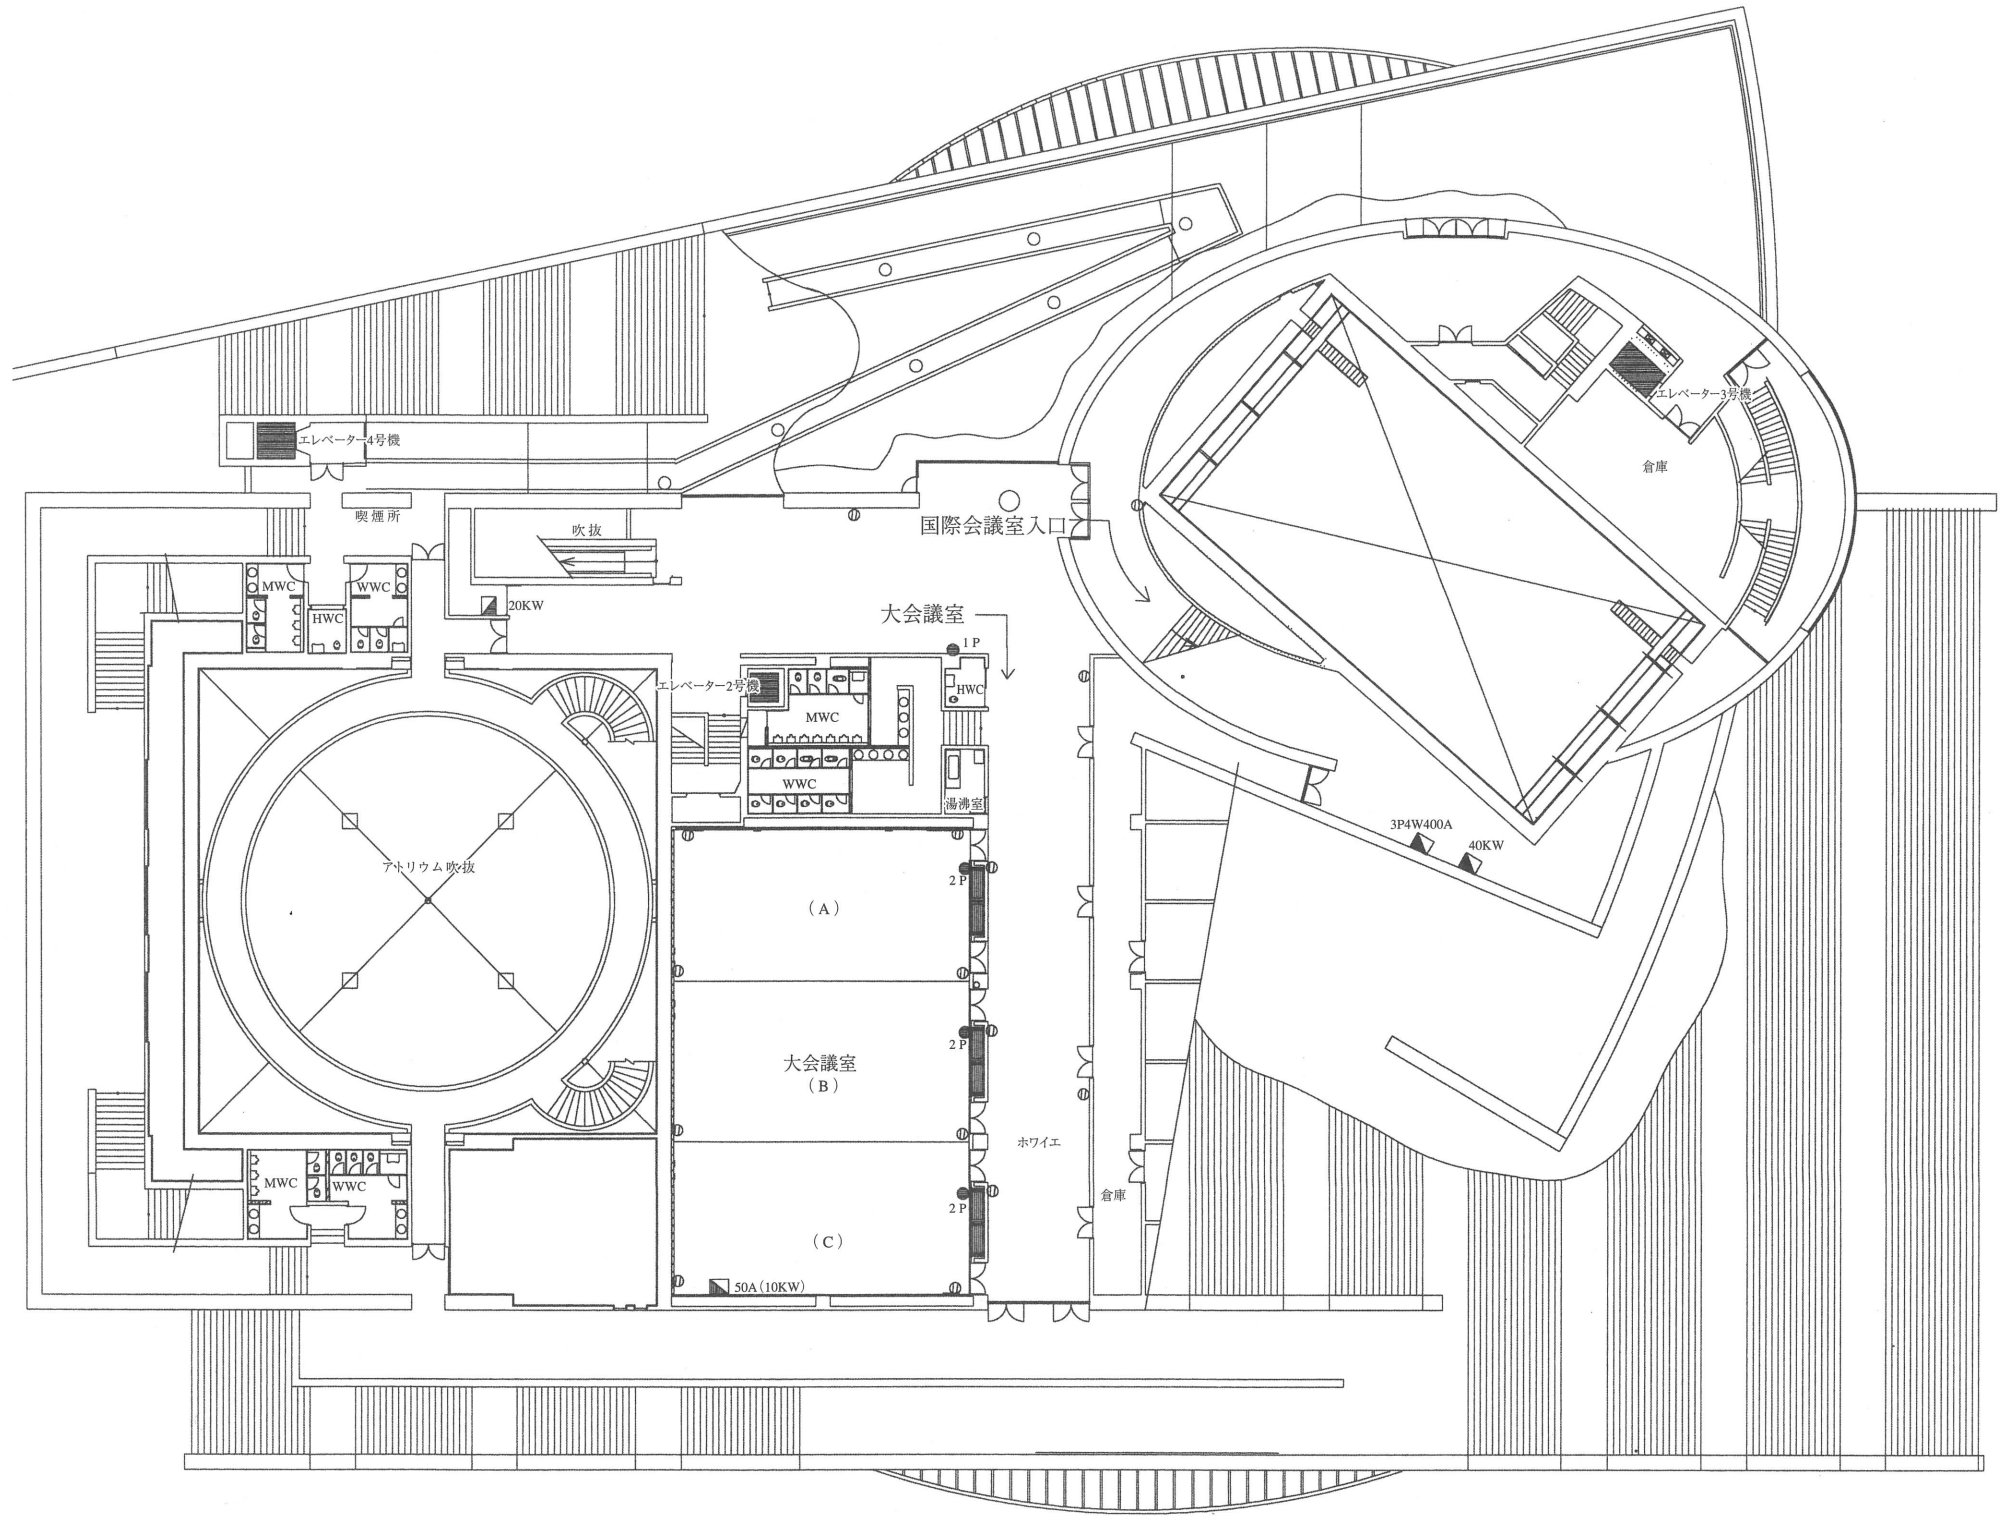 エレベーター4号機
喫煙所
吹抜
国際会議室入口
エレベーター3号機
倉庫
MWC
WWC
HWC
20KW
大会議室
1P
エレベーター2号機
MWC
HWC
WWC
湯沸室
3P4W400A
40KW
アトリウム吹抜
2P
(A)
2P
大会議室
(B)
ホワイエ
MWC
WWC
倉庫
2P
(C)
50A(10KW)